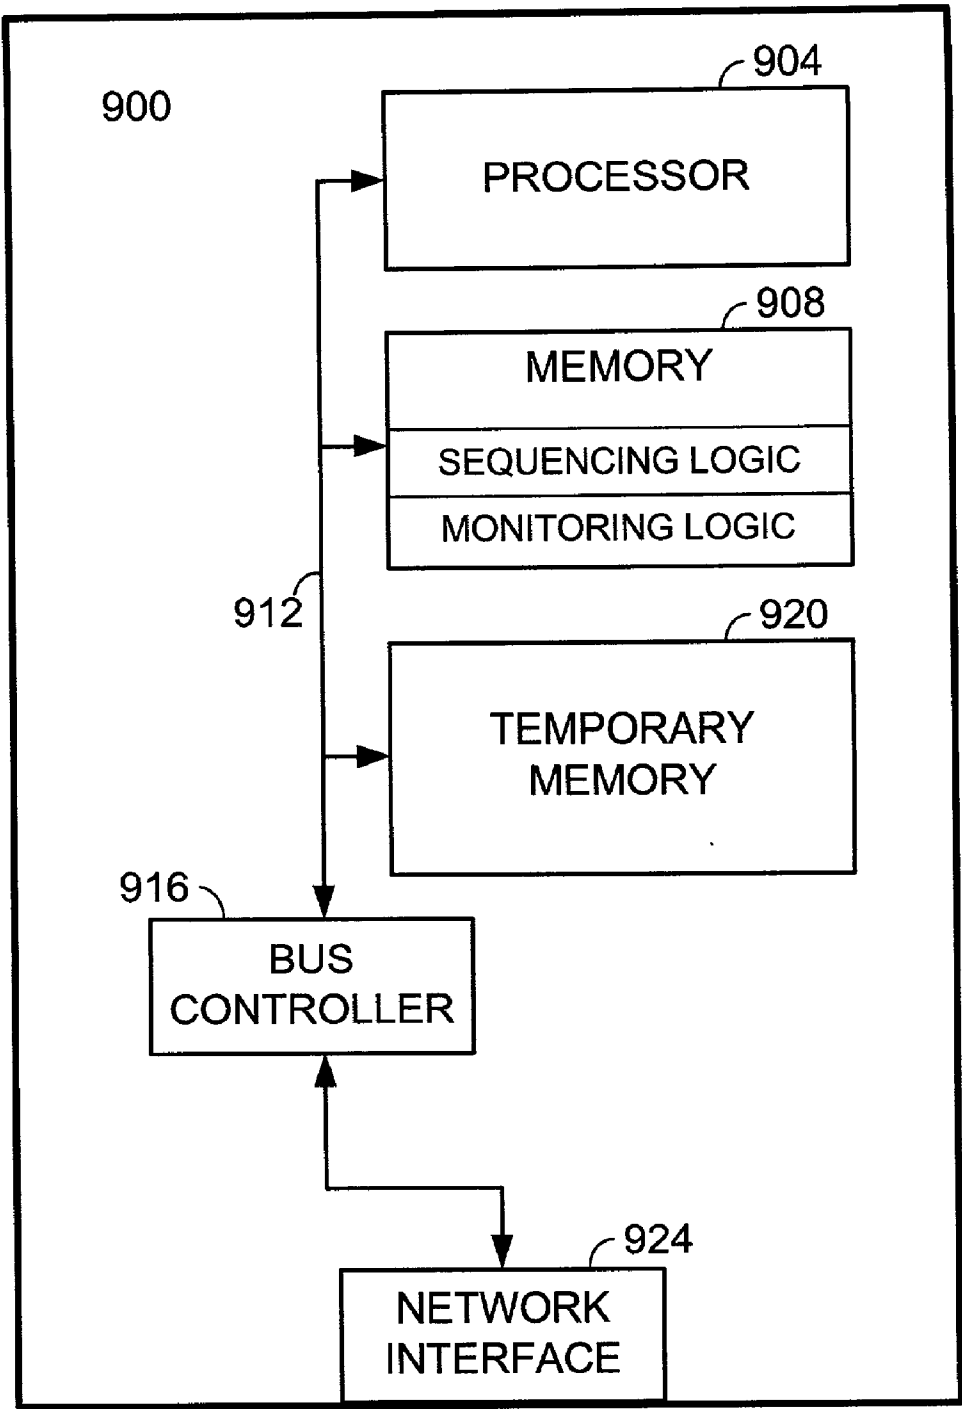 904
900
PROCESSOR
908
MEMORY
SEQUENCING LOGIC
MONITORING LOGIC
912
920
TEMPORARY
MEMORY
916
BUS
CONTROLLER
924
NETWORK
INTERFACE